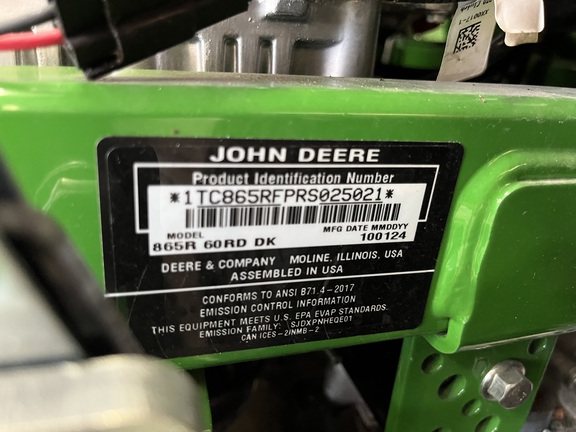 XX0017-1
JOHN DEERE
Product Identification Number
*1TC865RFPRS025021*
MODEL MFG DATE MMDDYY
865R 60RD DK 100124
DEERE & COMPANY MOLINE, ILLINOIS, USA
ASSEMBLED IN USA
CONFORMS TO ANSI B71.4-2017
EMISSION CONTROL INFORMATION
THIS EQUIPMENT MEETS U.S. EPA EVAP STANDARDS.
EMISSION FAMILY: SJDXPNHEQE01
CAN ICES-2/NMB-2